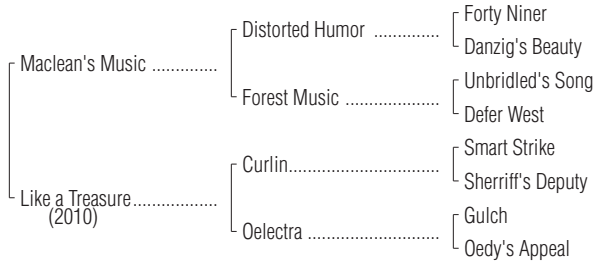 Maclean's Music ..............
Distorted Humor ..............
Forty Niner
Danzig's Beauty
Forest Music ....................
Unbridled's Song
Defer West
Like a Treasure..................
(2010)
Curlin................................
Smart Strike
Sherriff's Deputy
Oelectra ............................
Gulch
Oedy's Appeal